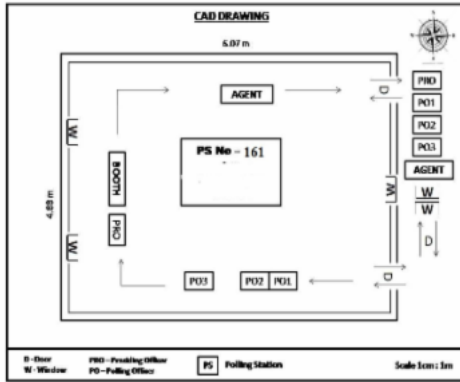 CAD DRAWING
6.07 m
4.88 m
AGENT
PS No - 161
BOOTH
PRO
PO3
PO2
PO1
W
W
W
D
D
PRO
PO1
PO2
PO3
AGENT
W
W
D
D - Door
W - Window
PRO - Presiding Officer
PO - Polling Officer
PS
Polling Station
Scale 1cm : 1m